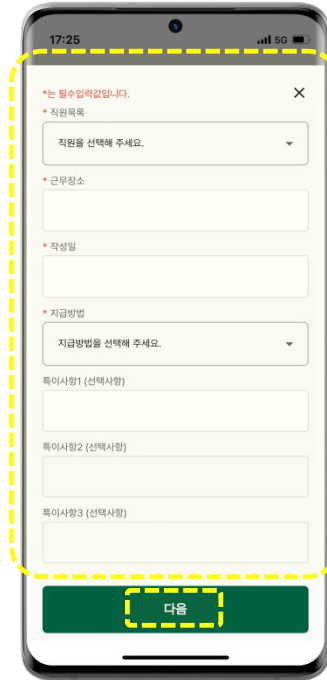 17:25
5G
*는 필수입력값입니다.
* 직원목록
직원을 선택해 주세요.
* 근무장소
* 작성일
* 지급방법
지급방법을 선택해 주세요.
특이사항1 (선택사항)
특이사항2 (선택사항)
특이사항3 (선택사항)
다음